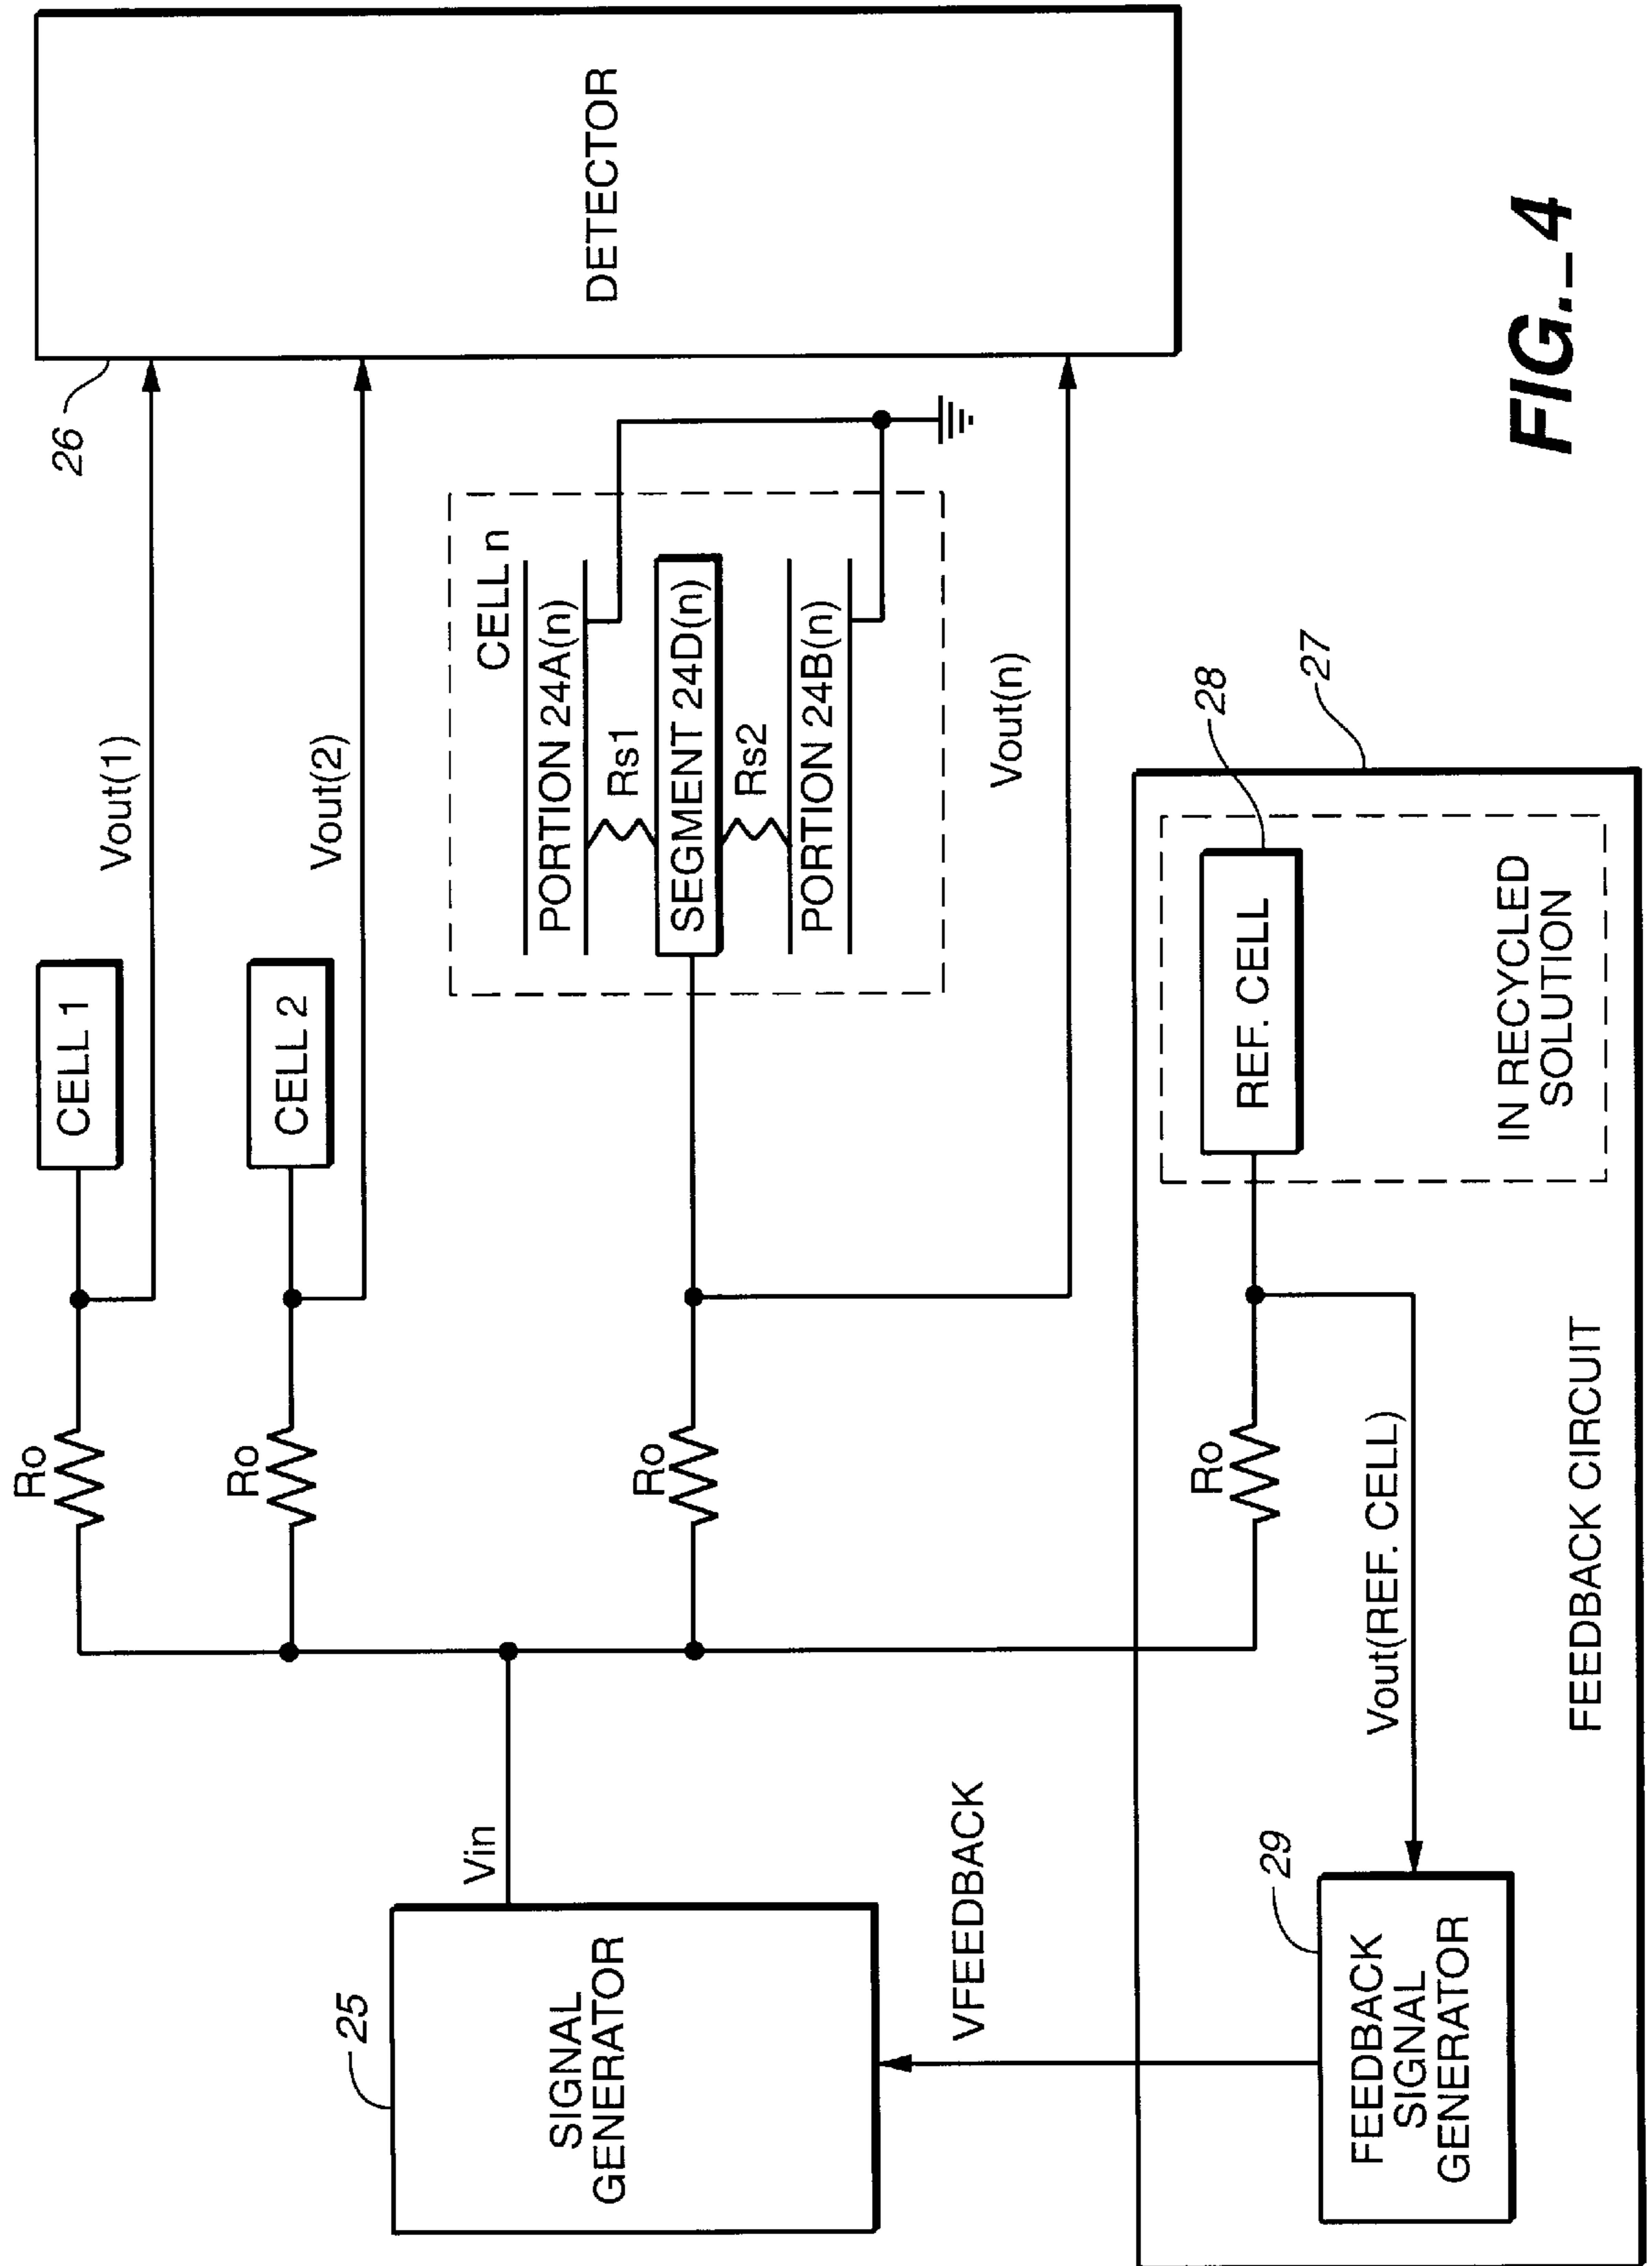 Ro
CELL 1
Vout(1)
26
DETECTOR
Ro
CELL 2
Vout(2)
25
SIGNAL
GENERATOR
Vin
Ro
CELL n
PORTION 24A(n)
Rs1
SEGMENT 24D(n)
Rs2
PORTION 24B(n)
Vout(n)
VFEEDBACK
29
FEEDBACK
SIGNAL
GENERATOR
Vout(REF. CELL)
Ro
REF. CELL
28
27
IN RECYCLED
SOLUTION
FEEDBACK CIRCUIT
FIG._4